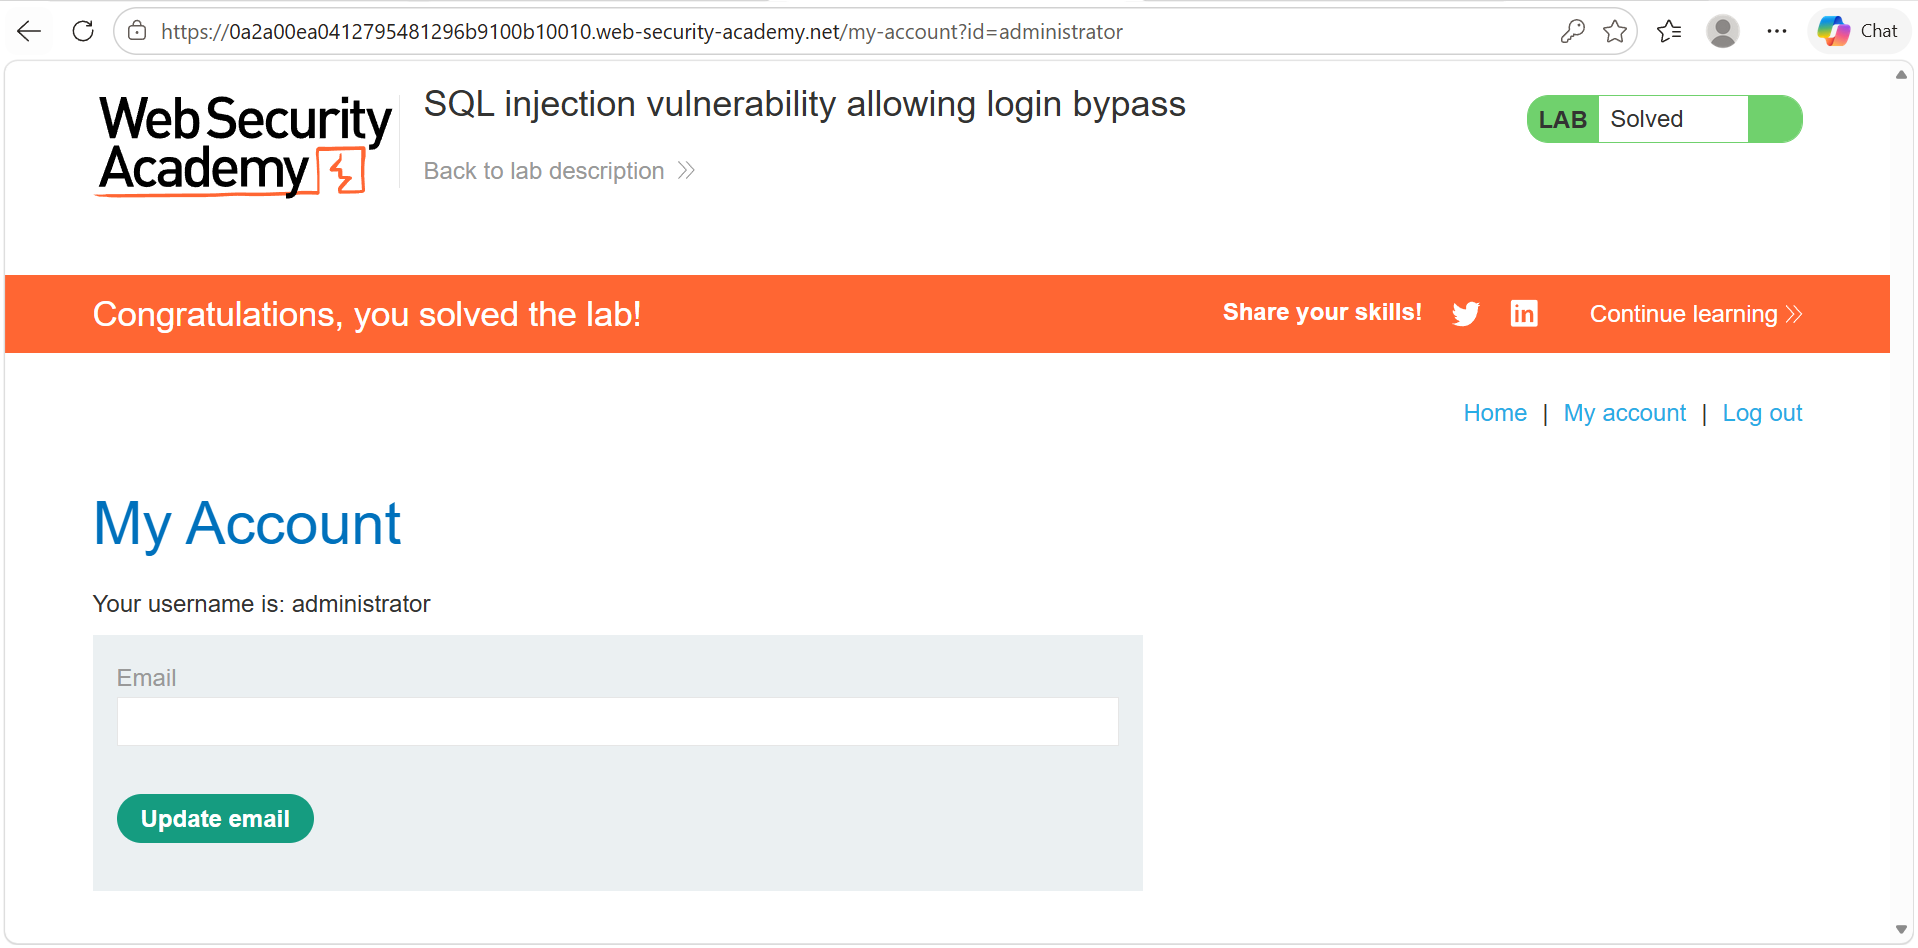 https://0a2a00ea0412795481296b9100b10010.web-security-academy.net/my-account?id=administrator
Chat
Web Security
Academy
SQL injection vulnerability allowing login bypass
Back to lab description
LAB Solved
Congratulations, you solved the lab!
Share your skills!
Continue learning
Home | My account | Log out
My Account
Your username is: administrator
Email
Update email